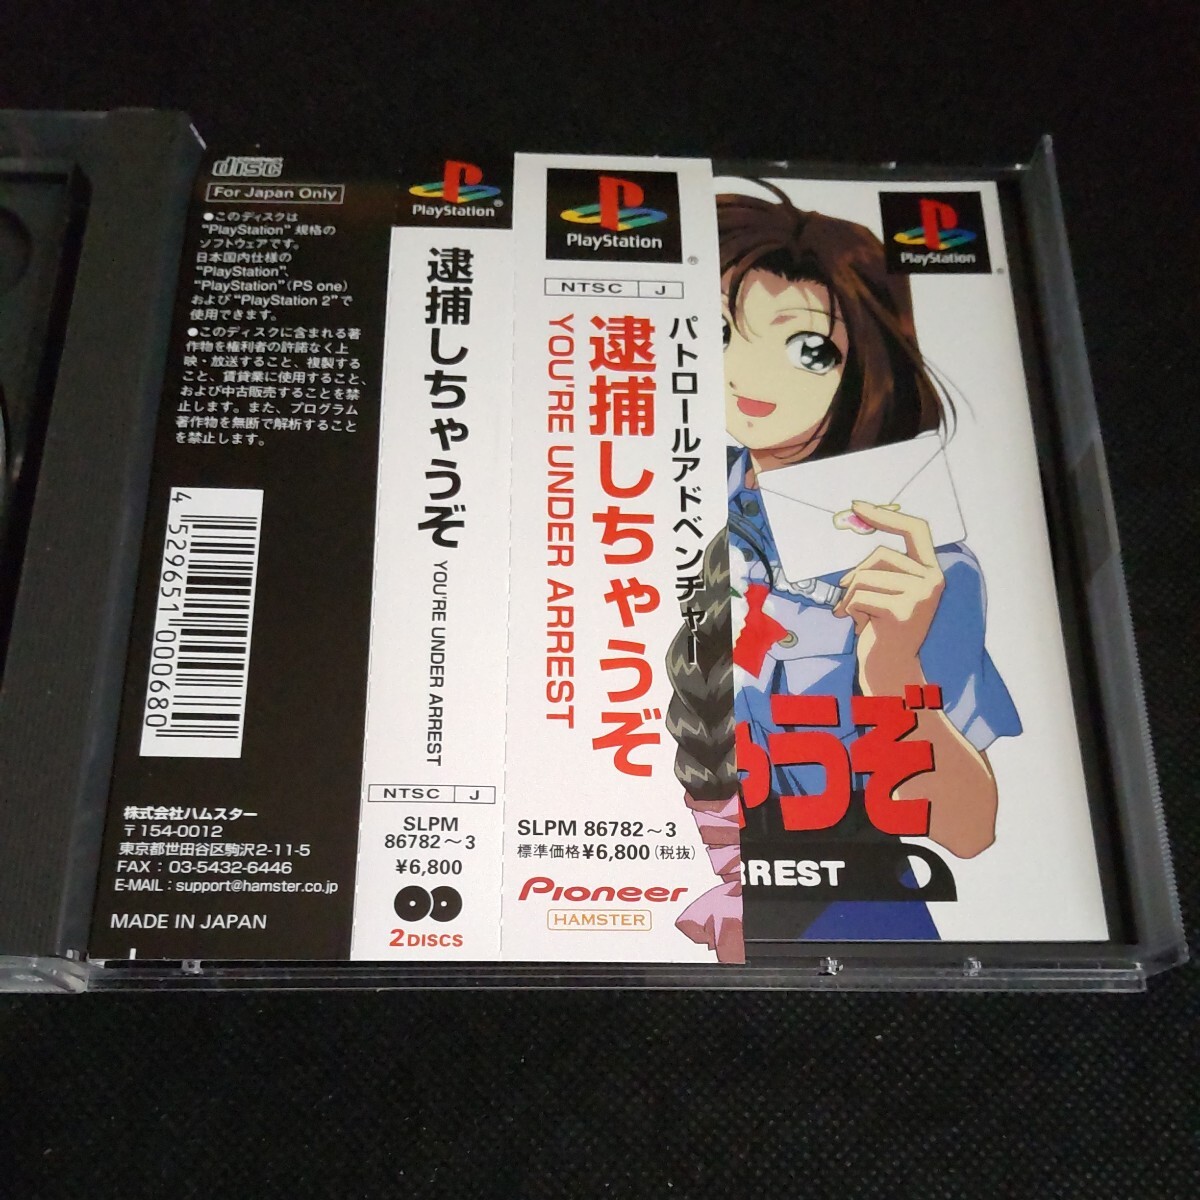 COMPACT
disc
For Japan Only
●このディスクは
"PlayStation" 規格の
ソフトウェアです。
日本国内仕様の
"PlayStation"、
"PlayStation"(PS one)
および"PlayStation 2"で
使用できます。
●このディスクに含まれる著
作物を権利者の許諾なく上
映・放送すること、複製する
こと、賃貸業に使用すること、
および中古販売することを禁
止します。また、プログラム
著作物を無断で解析すること
を禁止します。
4 529651 000680
株式会社ハムスター
〒154-0012
東京都世田谷区駒沢2-11-5
FAX : 03-5432-6446
E-MAIL : support@hamster.co.jp
MADE IN JAPAN
PlayStation®
逮捕しちゃうぞ YOU'RE UNDER ARREST
NTSC J
SLPM
86782～3
¥6,800
2DISCS
PlayStation®
NTSC J
パトロールアドベンチャー
逮捕しちゃうぞ
YOU'RE UNDER ARREST
SLPM 86782～3
標準価格¥6,800(税抜)
Pioneer
HAMSTER
PlayStation®
ゃうぞ
RREST